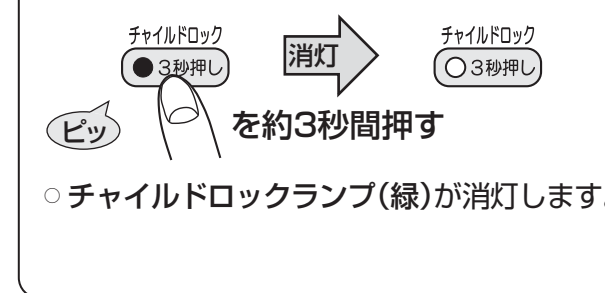 チャイルドロック
●3秒押し
消灯
チャイルドロック
○3秒押し
ピッ
を約3秒間押す
○ チャイルドロックランプ(緑)が消灯します。